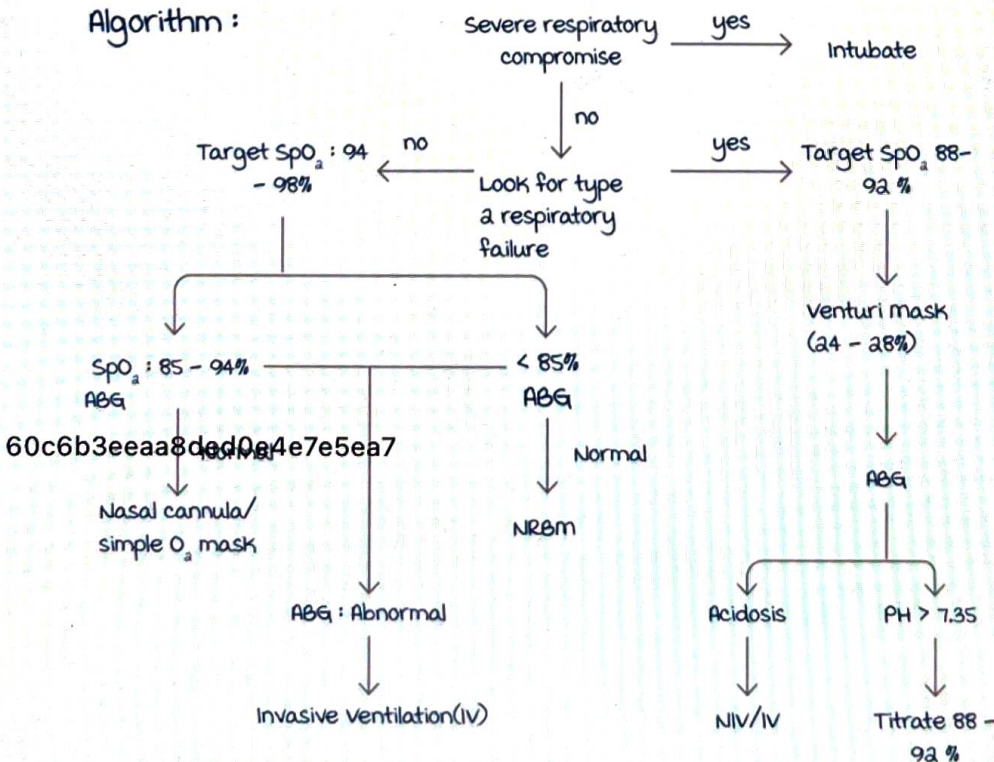 Algorithm :
Severe respiratory
compromise
yes
Intubate
no
Target SpO₂ : 94
- 98%
no
Look for type
2 respiratory
failure
yes
Target SpO₂ 88-
92 %
Venturi mask
(24 - 28%)
SpO₂ : 85 - 94%
ABG
< 85%
ABG
60c6b3eeaa8ded0e4e7e5ea7
Normal
ABG
Nasal cannula/
simple O₂ mask
NRBM
ABG : Abnormal
Acidosis
PH > 7.35
Invasive Ventilation(IV)
NIV/IV
Titrate 88 -
92 %